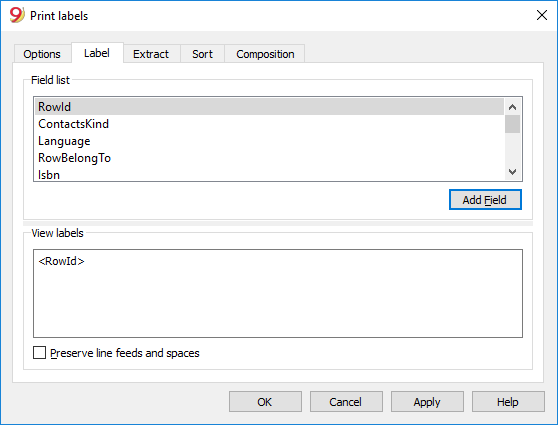 9 Print labels
Options Label Extract Sort Composition
Field list
RowId
ContactsKind
Language
RowBelongTo
Isbn
Add Field
View labels
<RowId>
Preserve line feeds and spaces
OK Cancel Apply Help